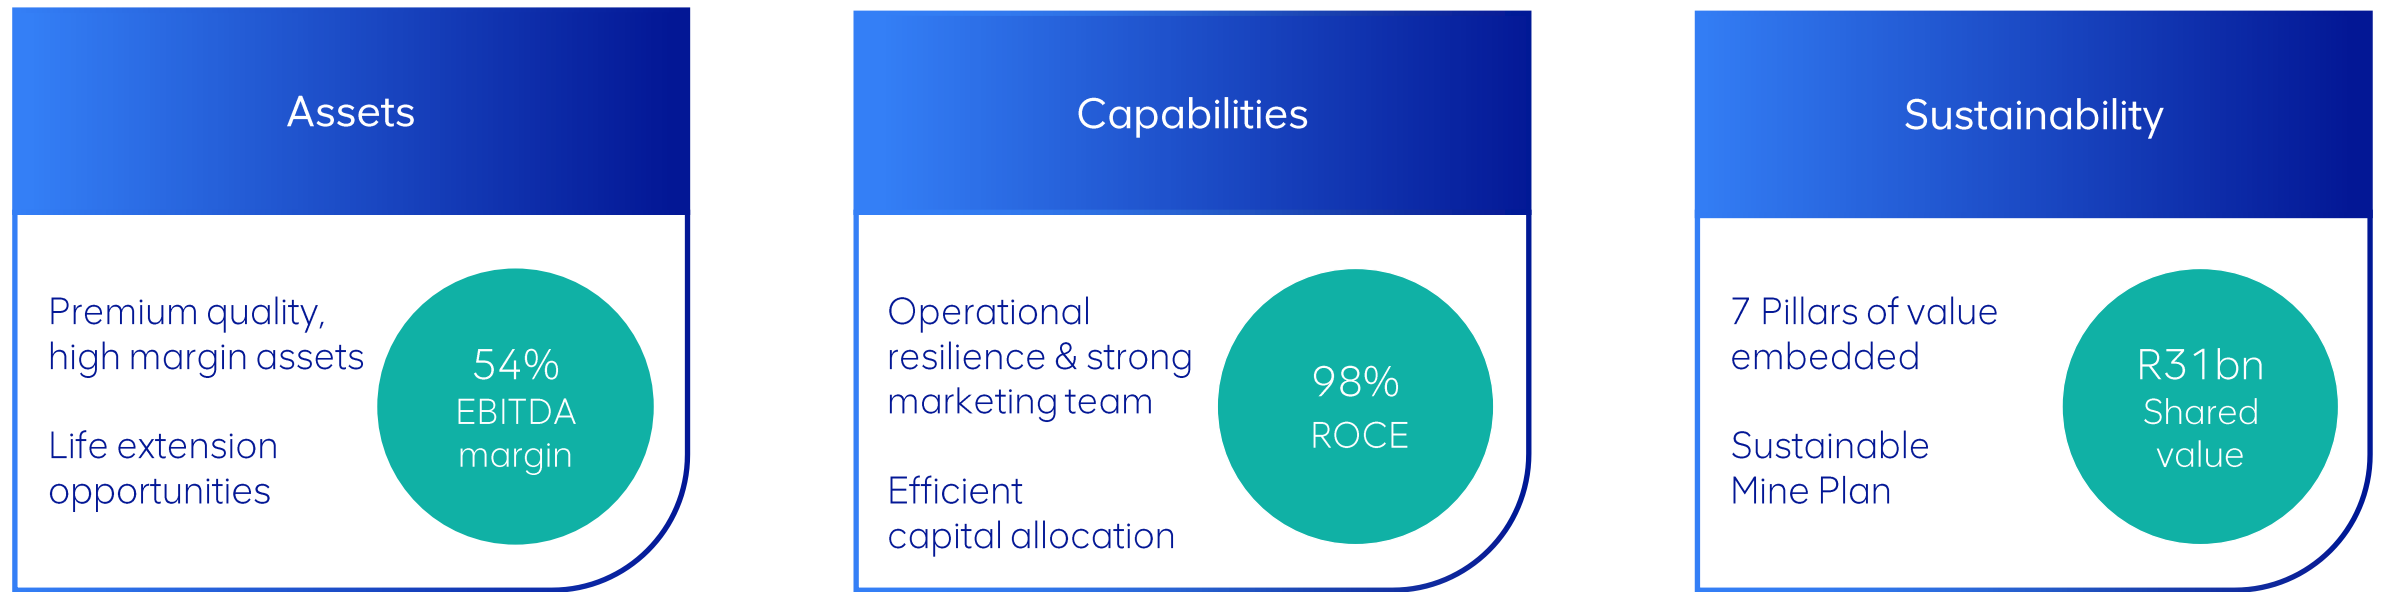 Assets
Premium quality,
high margin assets
Life extension
opportunities
54%
EBITDA
margin
Capabilities
Operational
resilience & strong
marketing team
Efficient
capital allocation
98%
ROCE
Sustainability
7 Pillars of value
embedded
Sustainable
Mine Plan
R31bn
Shared
value